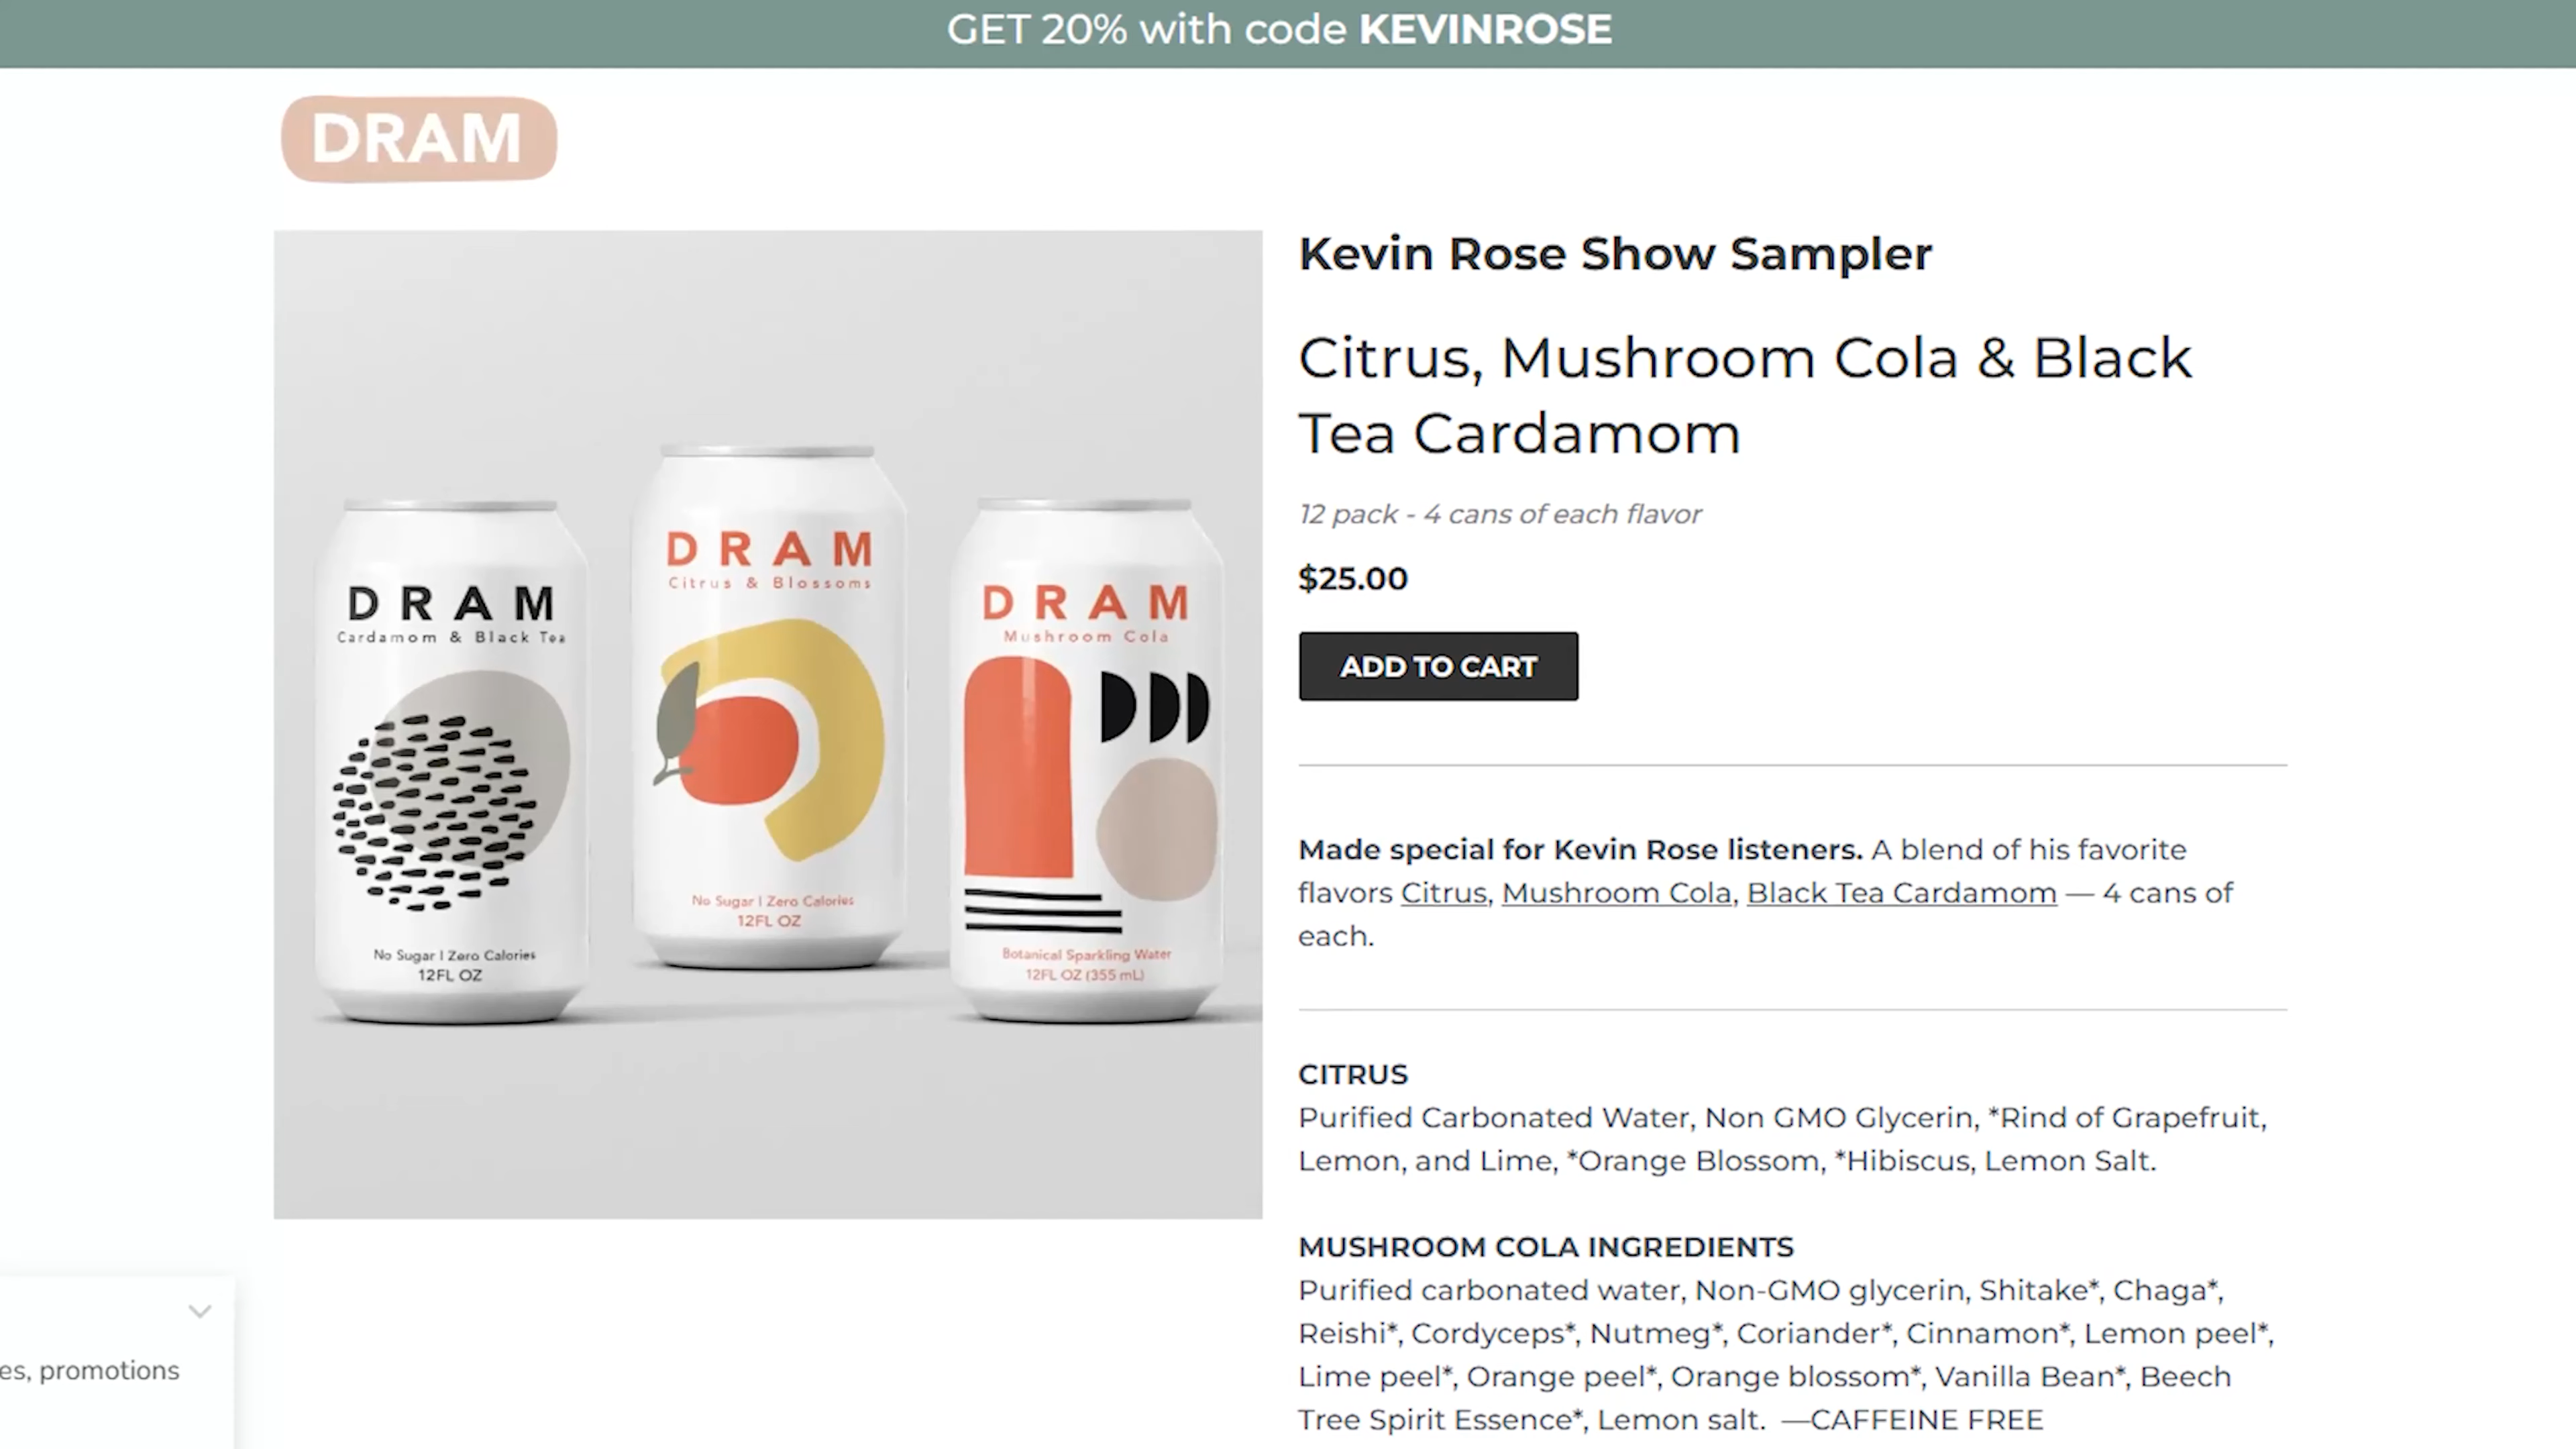 GET 20% with code KEVINROSE
DRAM
Kevin Rose Show Sampler
Citrus, Mushroom Cola & Black
Tea Cardamom
12 pack - 4 cans of each flavor
$25.00
ADD TO CART
DRAM
Cardamom & Black Tea
No Sugar | Zero Calories
12FL OZ
DRAM
Citrus & Blossoms
No Sugar | Zero Calories
12FL OZ
DRAM
Mushroom Cola
Botanical Sparkling Water
12FL OZ (355 mL)
Made special for Kevin Rose listeners. A blend of his favorite
flavors Citrus, Mushroom Cola, Black Tea Cardamom — 4 cans of
each.
CITRUS
Purified Carbonated Water, Non GMO Glycerin, *Rind of Grapefruit,
Lemon, and Lime, *Orange Blossom, *Hibiscus, Lemon Salt.
MUSHROOM COLA INGREDIENTS
Purified carbonated water, Non-GMO glycerin, Shitake*, Chaga*,
Reishi*, Cordyceps*, Nutmeg*, Coriander*, Cinnamon*, Lemon peel*,
Lime peel*, Orange peel*, Orange blossom*, Vanilla Bean*, Beech
Tree Spirit Essence*, Lemon salt. —CAFFEINE FREE
es, promotions